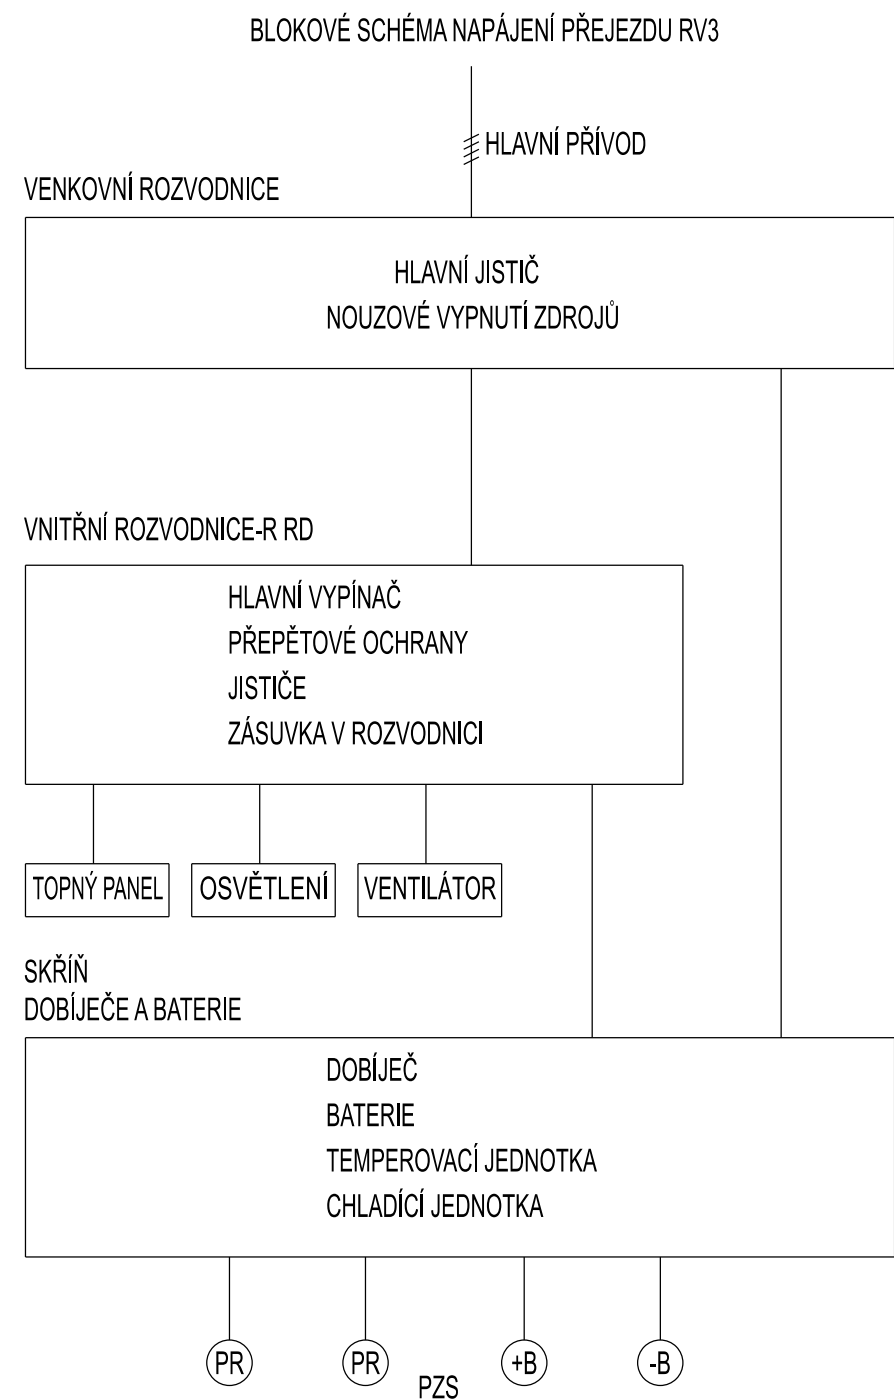 BLOKOVÉ SCHÉMA NAPÁJENÍ PŘEJEZDU RV3
HLAVNÍ PŘÍVOD
VENKOVNÍ ROZVODNICE
HLAVNÍ JISTIČ
NOUZOVÉ VYPNUTÍ ZDROJŮ
VNITŘNÍ ROZVODNICE-R RD
HLAVNÍ VYPÍNAČ
PŘEPĚTOVÉ OCHRANY
JISTIČE
ZÁSUVKA V ROZVODNICI
TOPNÝ PANEL
OSVĚTLENÍ
VENTILÁTOR
SKŘÍŇ
DOBÍJEČE A BATERIE
DOBÍJEČ
BATERIE
TEMPEROVACÍ JEDNOTKA
CHLADÍCÍ JEDNOTKA
PR
PR
+B
-B
PZS